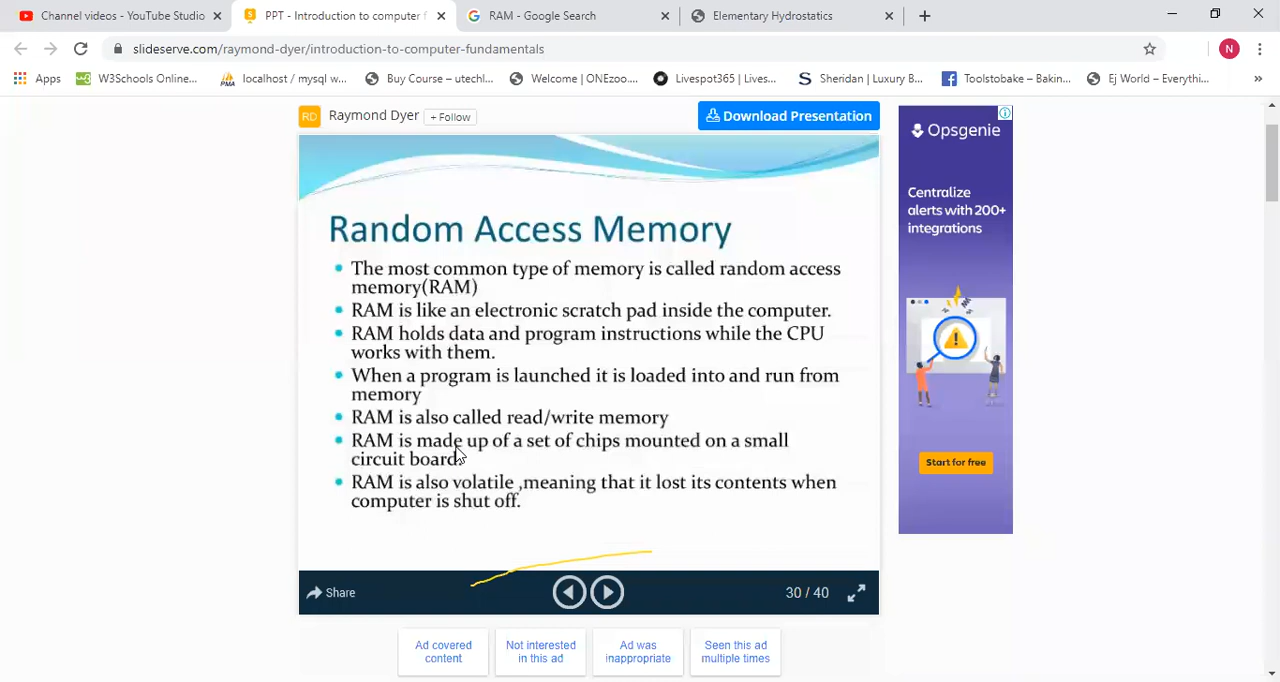 Channel videos - YouTube Studio
PPT - Introduction to computer f
RAM - Google Search
Elementary Hydrostatics
slideserve.com/raymond-dyer/introduction-to-computer-fundamentals
N
Apps
W3Schools Online...
localhost / mysql w...
Buy Course – utechl...
Welcome | ONEzoo....
Livespot365 | Lives...
Sheridan | Luxury B...
Toolstobake – Bakin...
Ej World – Everythi...
»
RD
Raymond Dyer
+ Follow
Download Presentation
Random Access Memory
The most common type of memory is called random access
memory(RAM)
RAM is like an electronic scratch pad inside the computer.
RAM holds data and program instructions while the CPU
works with them.
When a program is launched it is loaded into and run from
memory
RAM is also called read/write memory
RAM is made up of a set of chips mounted on a small
circuit board
RAM is also volatile ,meaning that it lost its contents when
computer is shut off.
Share
30 / 40
Opsgenie
Centralize
alerts with 200+
integrations
Start for free
Ad covered
content
Not interested
in this ad
Ad was
inappropriate
Seen this ad
multiple times